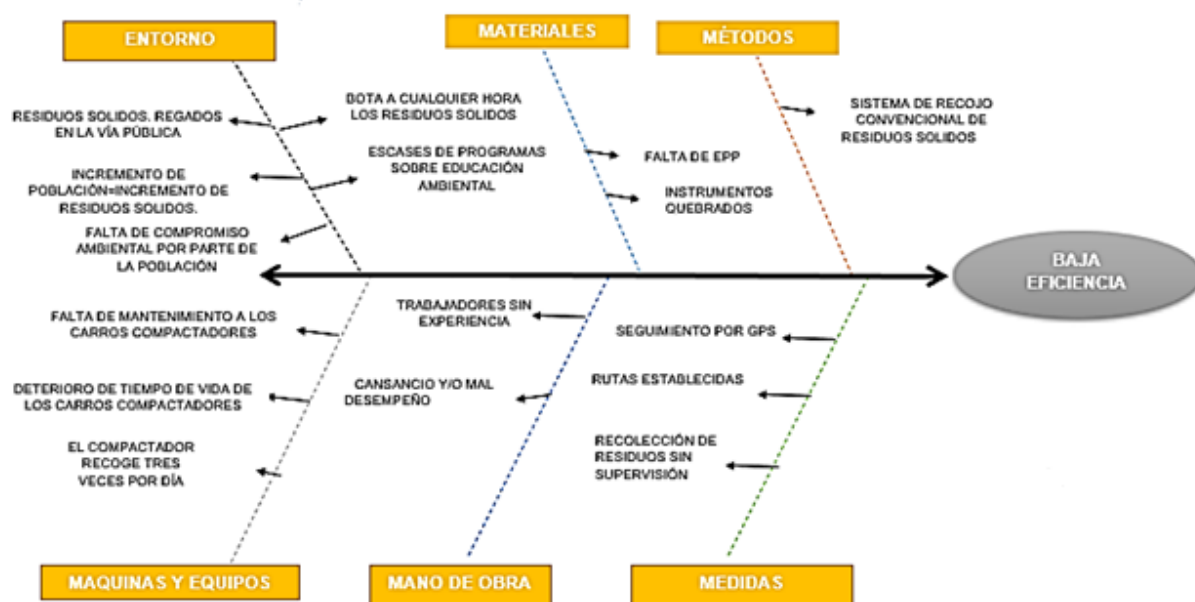 ENTORNO
MATERIALES
MÉTODOS
RESIDUOS SOLIDOS. REGADOS
EN LA VÍA PÚBLICA
BOTA A CUALQUIER HORA
LOS RESIDUOS SOLIDOS
INCREMENTO DE
POBLACIÓN=INCREMENTO DE
RESIDUOS SOLIDOS.
ESCASES DE PROGRAMAS
SOBRE EDUCACIÓN
AMBIENTAL
FALTA DE COMPROMISO
AMBIENTAL POR PARTE DE
LA POBLACIÓN
FALTA DE EPP
INSTRUMENTOS
QUEBRADOS
SISTEMA DE RECOJO
CONVENCIONAL DE
RESIDUOS SOLIDOS
BAJA
EFICIENCIA
FALTA DE MANTENIMIENTO A LOS
CARROS COMPACTADORES
DETERIORO DE TIEMPO DE VIDA DE
LOS CARROS COMPACTADORES
EL COMPACTADOR
RECOGE TRES
VECES POR DÍA
TRABAJADORES SIN
EXPERIENCIA
CANSANCIO Y/O MAL
DESEMPEÑO
SEGUIMIENTO POR GPS
RUTAS ESTABLECIDAS
RECOLECCIÓN DE
RESIDUOS SIN
SUPERVISIÓN
MAQUINAS Y EQUIPOS
MANO DE OBRA
MEDIDAS